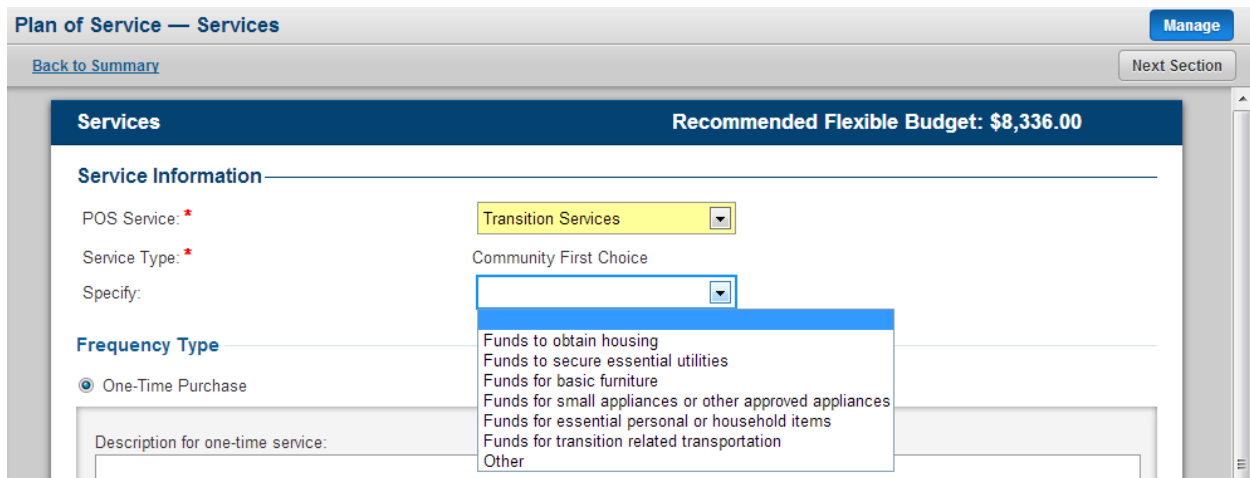 Plan of Service — Services
Manage
Back to Summary
Next Section
Services
Recommended Flexible Budget: $8,336.00
Service Information
POS Service: *
Transition Services
Service Type: *
Community First Choice
Specify:
Funds to obtain housing
Funds to secure essential utilities
Funds for basic furniture
Funds for small appliances or other approved appliances
Funds for essential personal or household items
Funds for transition related transportation
Other
Frequency Type
One-Time Purchase
Description for one-time service: